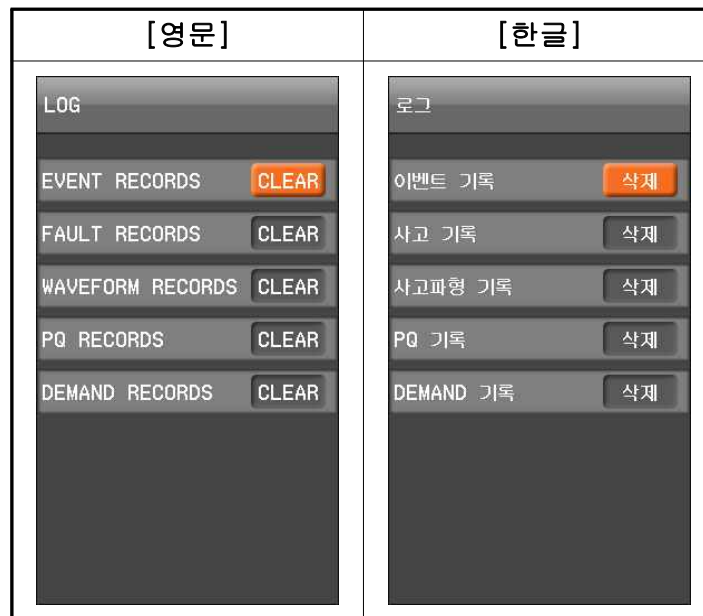 [영문]
[한글]
LOG
EVENT RECORDS CLEAR
FAULT RECORDS CLEAR
WAVEFORM RECORDS CLEAR
PQ RECORDS CLEAR
DEMAND RECORDS CLEAR
로그
이벤트 기록 삭제
사고 기록 삭제
사고파형 기록 삭제
PQ 기록 삭제
DEMAND 기록 삭제